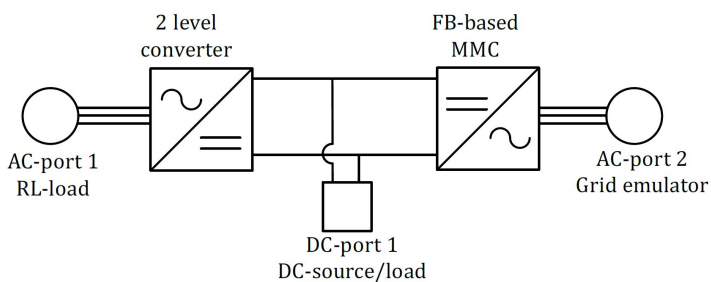 2 level
converter
FB-based
MMC
AC-port 1
RL-load
AC-port 2
Grid emulator
DC-port 1
DC-source/load